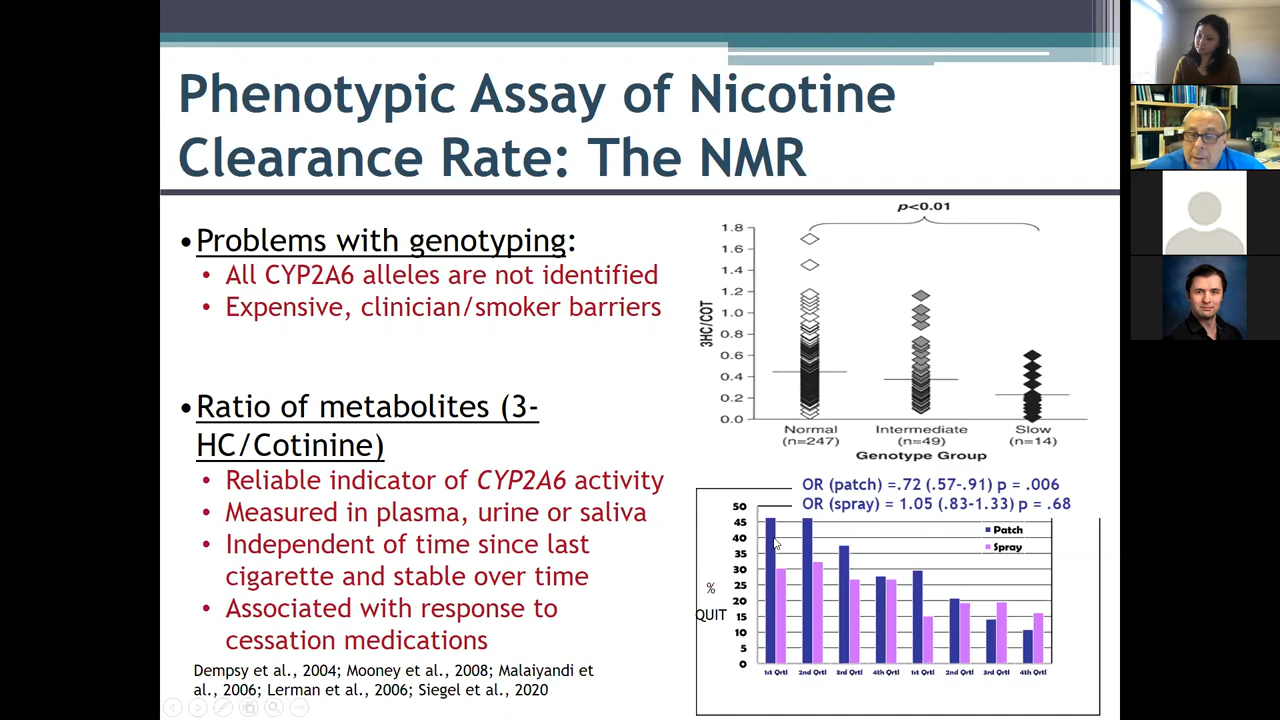 Phenotypic Assay of Nicotine
Clearance Rate: The NMR
•Problems with genotyping:
• All CYP2A6 alleles are not identified
• Expensive, clinician/smoker barriers
•Ratio of metabolites (3-
HC/Cotinine)
• Reliable indicator of CYP2A6 activity
• Measured in plasma, urine or saliva
• Independent of time since last
cigarette and stable over time
• Associated with response to
cessation medications
Dempsy et al., 2004; Mooney et al., 2008; Malaiyandi et
al., 2006; Lerman et al., 2006; Siegel et al., 2020
p<0.01
3HC/COT
1.8
1.6
1.4
1.2
1.0
0.8
0.6
0.4
0.2
0.0
Normal Intermediate Slow
(n=247) (n=49) (n=14)
Genotype Group
OR (patch) =.72 (.57-.91) p = .006
OR (spray) = 1.05 (.83-1.33) p = .68
%
QUIT
50
45
40
35
30
25
20
15
10
5
0
Patch
Spray
1st Qrtl 2nd Qrtl 3rd Qrtl 4th Qrtl 1st Qrtl 2nd Qrtl 3rd Qrtl 4th Qrtl